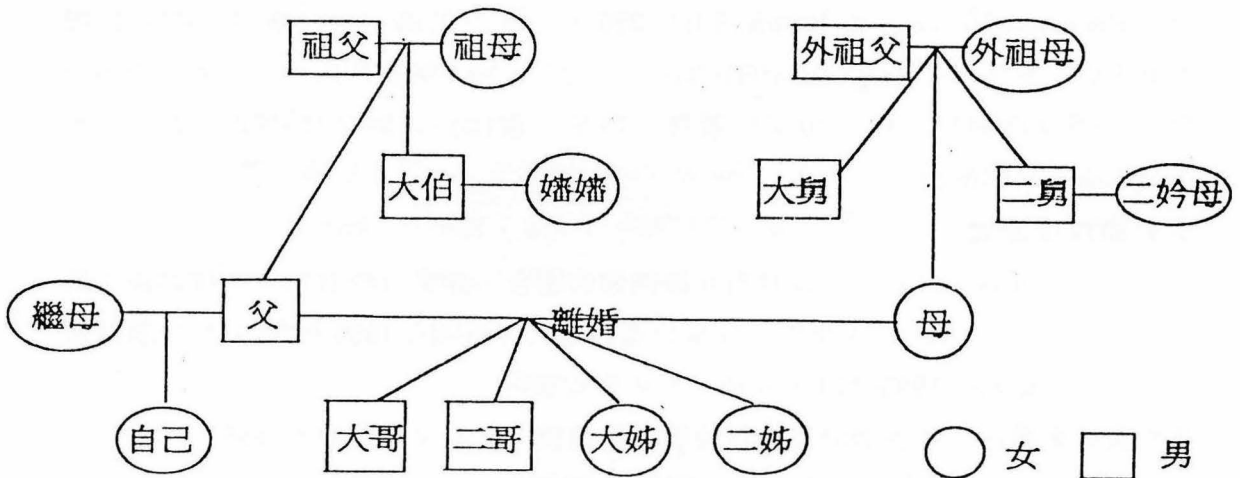 祖父 祖母 外祖父 外祖母
大伯 嬸嬸 大舅 二舅 二妗母
繼母 父 離婚 母
自己 大哥 二哥 大姊 二姊 女 男